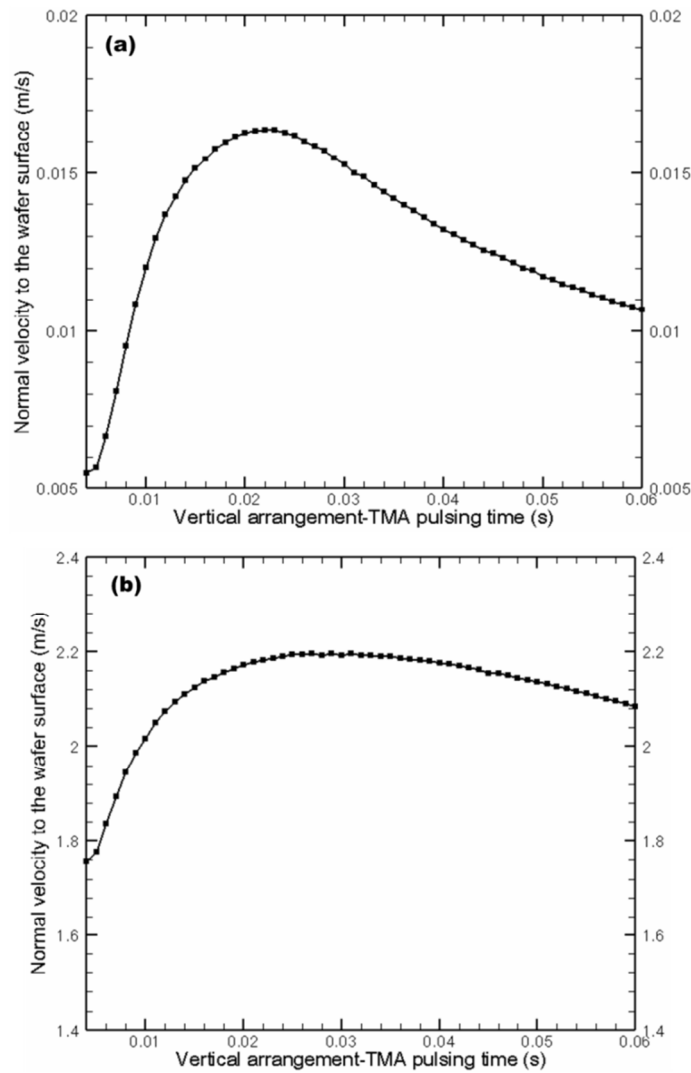 (a)
Normal velocity to the wafer surface (m/s)
0.02 0.02
0.015 0.015
0.01 0.01
0.005 0.005
0.01 0.02 0.03 0.04 0.05 0.06
Vertical arrangement-TMA pulsing time (s)
(b)
Normal velocity to the wafer surface (m/s)
2.4 2.4
2.2 2.2
2 2
1.8 1.8
1.6 1.6
1.4 1.4
0.01 0.02 0.03 0.04 0.05 0.06
Vertical arrangement-TMA pulsing time (s)